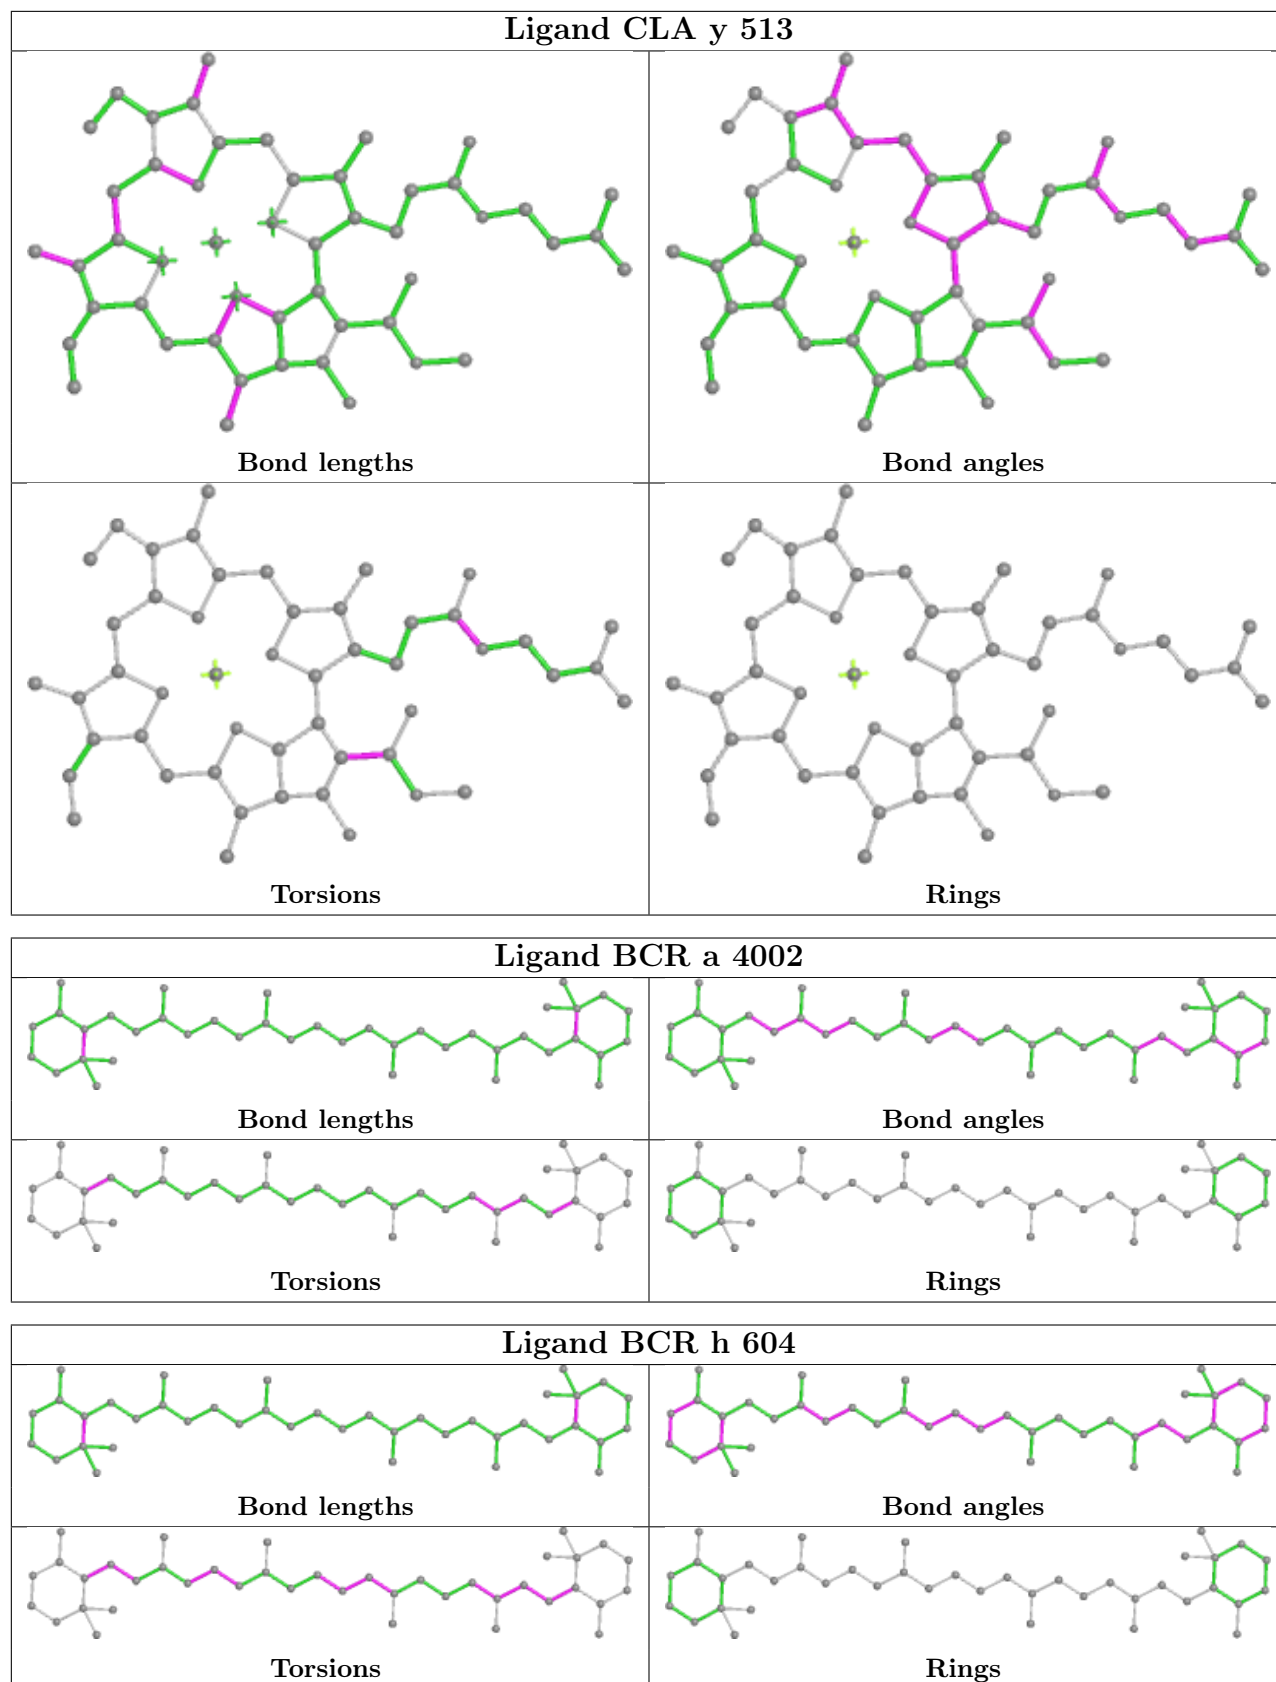 Ligand CLA y 513
Bond lengths
Bond angles
Torsions
Rings
Ligand BCR a 4002
Bond lengths
Bond angles
Torsions
Rings
Ligand BCR h 604
Bond lengths
Bond angles
Torsions
Rings